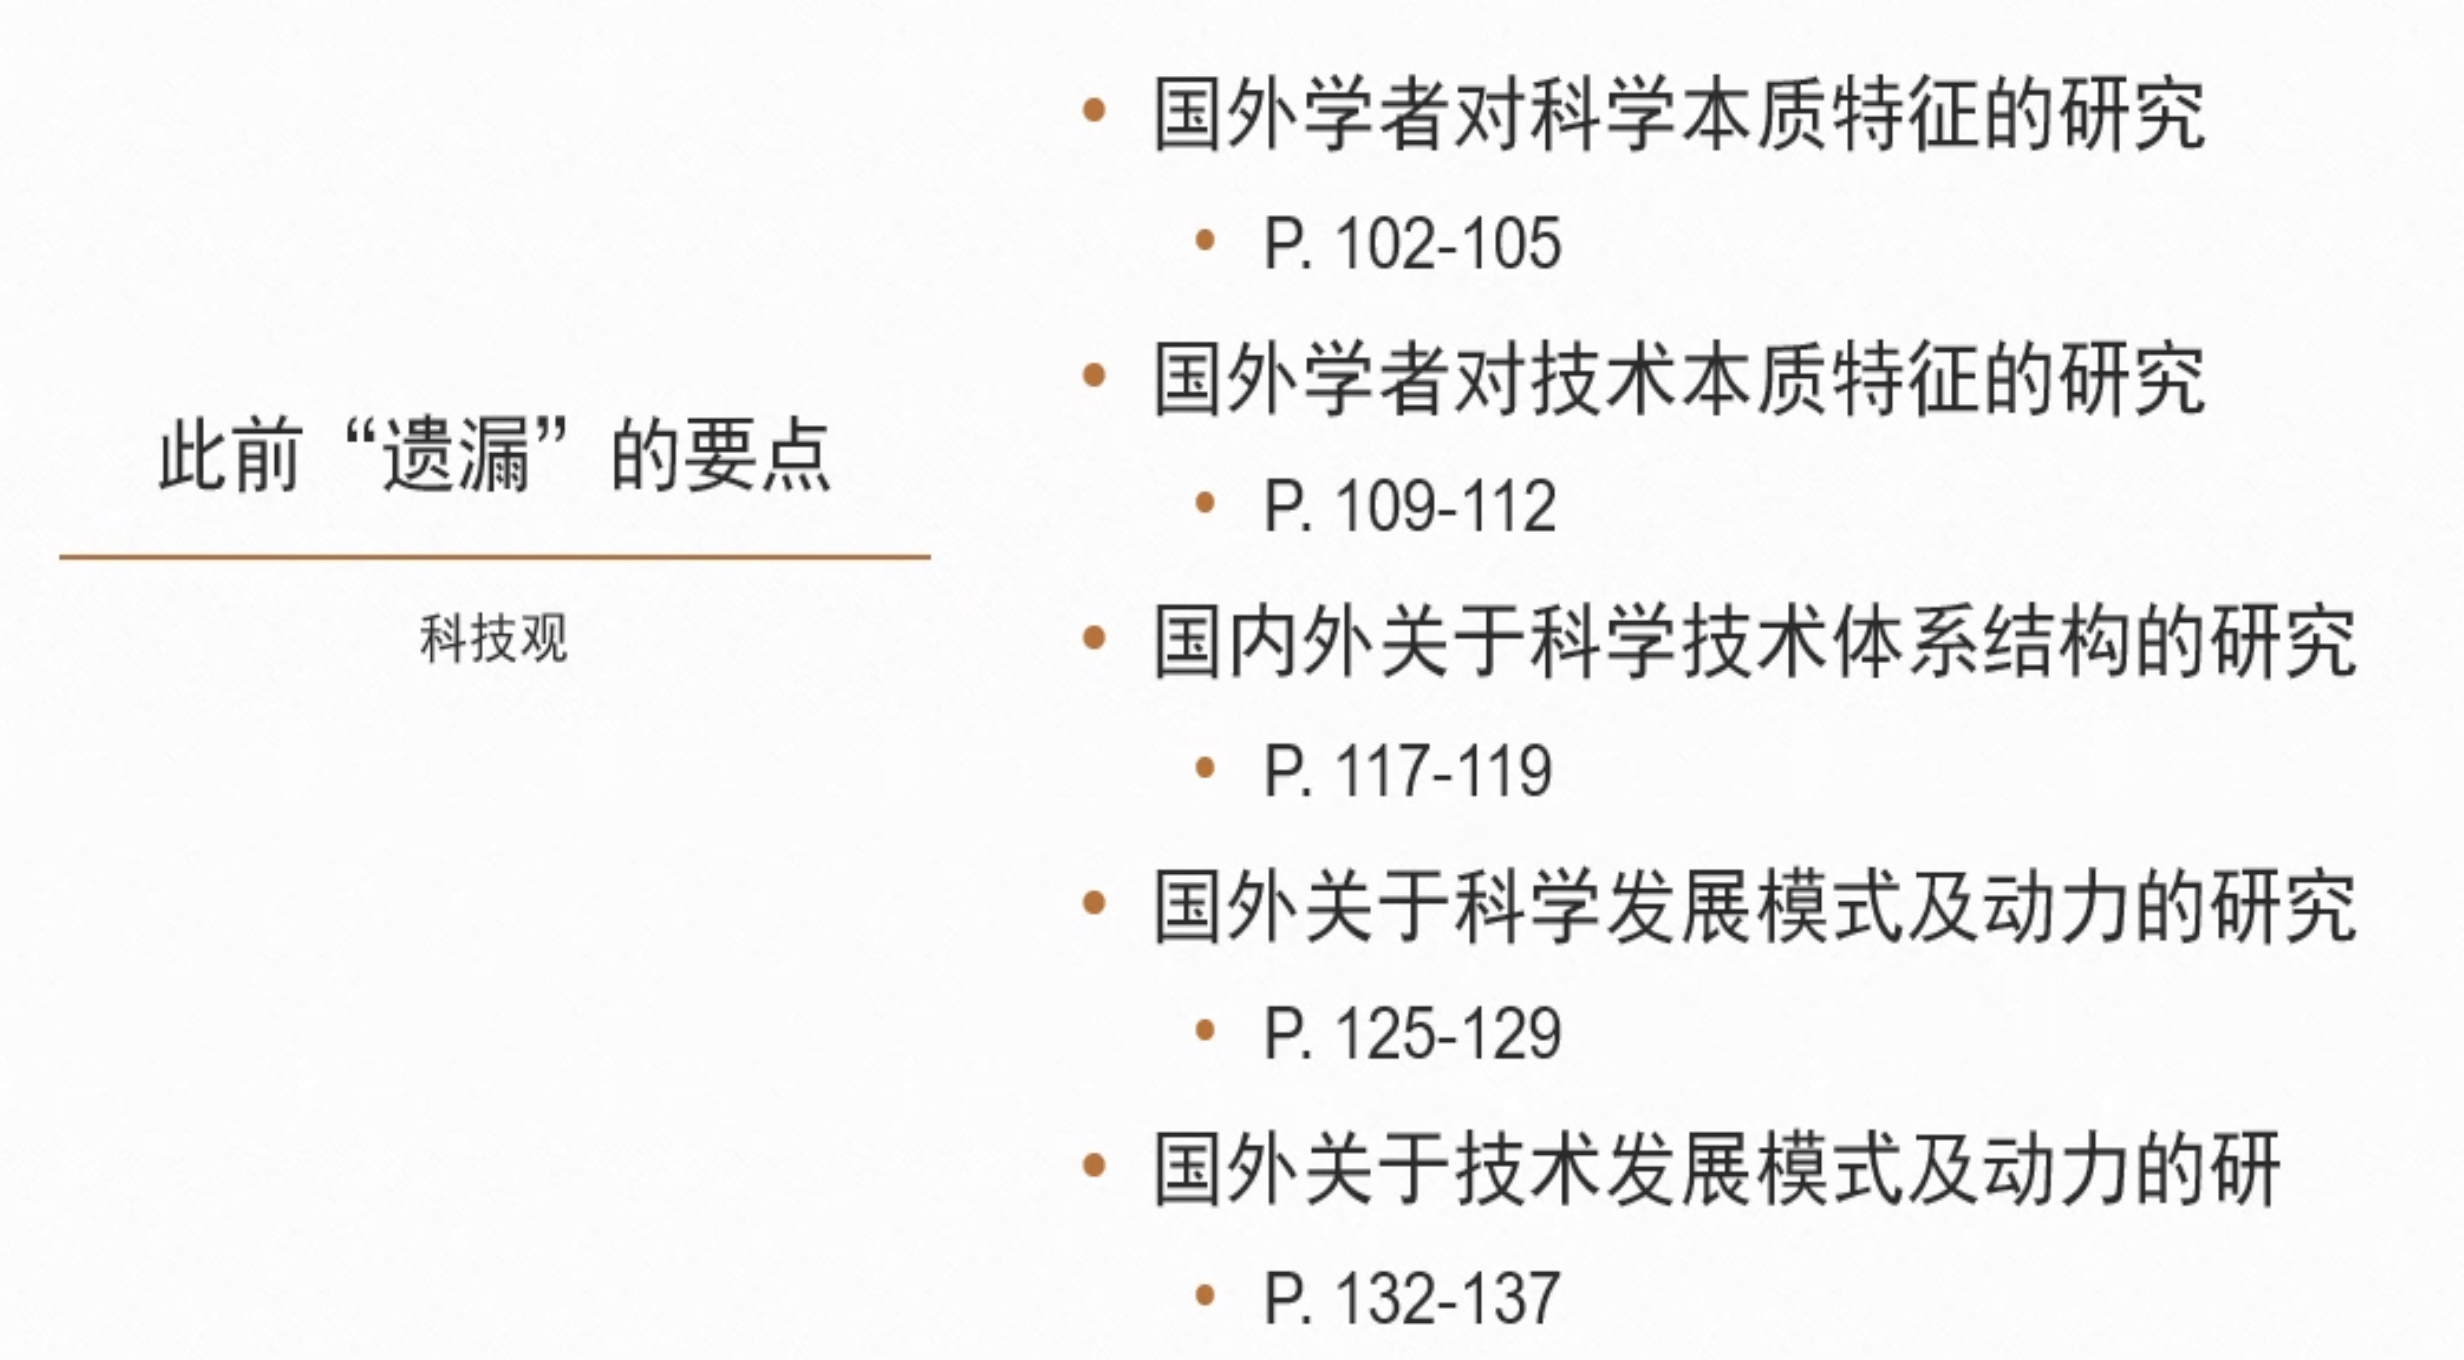 此前“遗漏”的要点
科技观
• 国外学者对科学本质特征的研究
• P. 102-105
• 国外学者对技术本质特征的研究
• P. 109-112
• 国内外关于科学技术体系结构的研究
• P. 117-119
• 国外关于科学发展模式及动力的研究
• P. 125-129
• 国外关于技术发展模式及动力的研
• P. 132-137